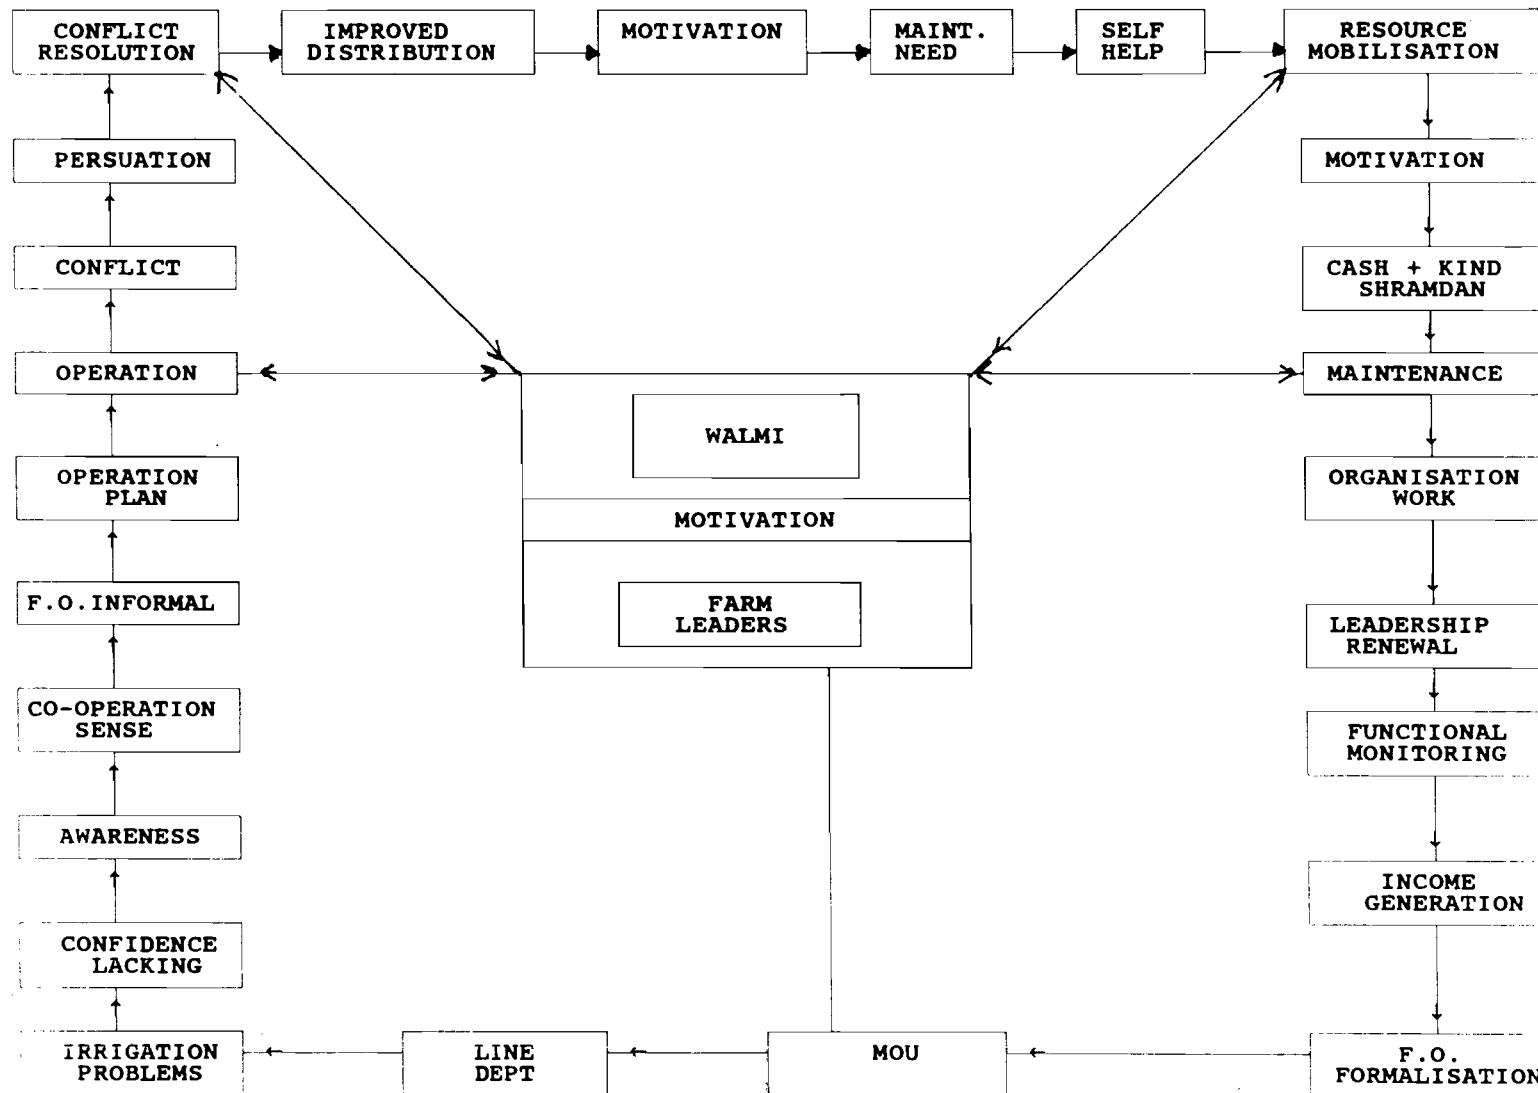 CONFLICT
RESOLUTION
IMPROVED
DISTRIBUTION
MOTIVATION
MAINT.
NEED
SELF
HELP
RESOURCE
MOBILISATION
PERSUATION
MOTIVATION
CONFLICT
CASH + KIND
SHRAMDAN
OPERATION
MAINTENANCE
WALMI
OPERATION
PLAN
ORGANISATION
WORK
MOTIVATION
F.O.INFORMAL
FARM
LEADERS
LEADERSHIP
RENEWAL
CO-OPERATION
SENSE
FUNCTIONAL
MONITORING
AWARENESS
INCOME
GENERATION
CONFIDENCE
LACKING
IRRIGATION
PROBLEMS
LINE
DEPT
MOU
F.O.
FORMALISATION